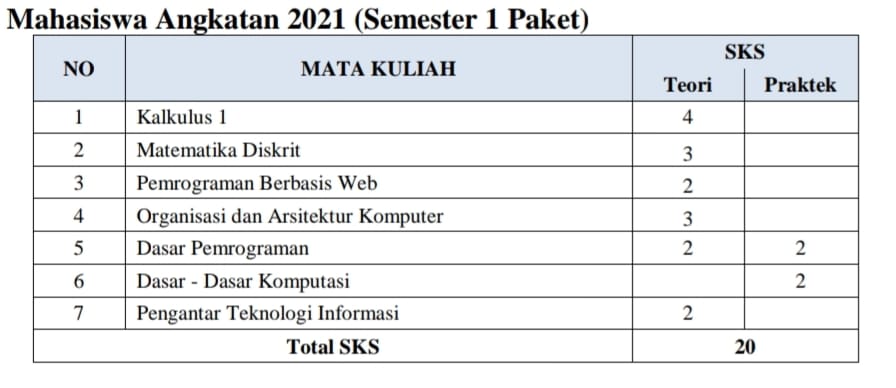 Mahasiswa Angkatan 2021 (Semester 1 Paket)
NO MATA KULIAH SKS
Teori Praktek
1 Kalkulus 1 4
2 Matematika Diskrit 3
3 Pemrograman Berbasis Web 2
4 Organisasi dan Arsitektur Komputer 3
5 Dasar Pemrograman 2 2
6 Dasar - Dasar Komputasi 2
7 Pengantar Teknologi Informasi 2
Total SKS 20